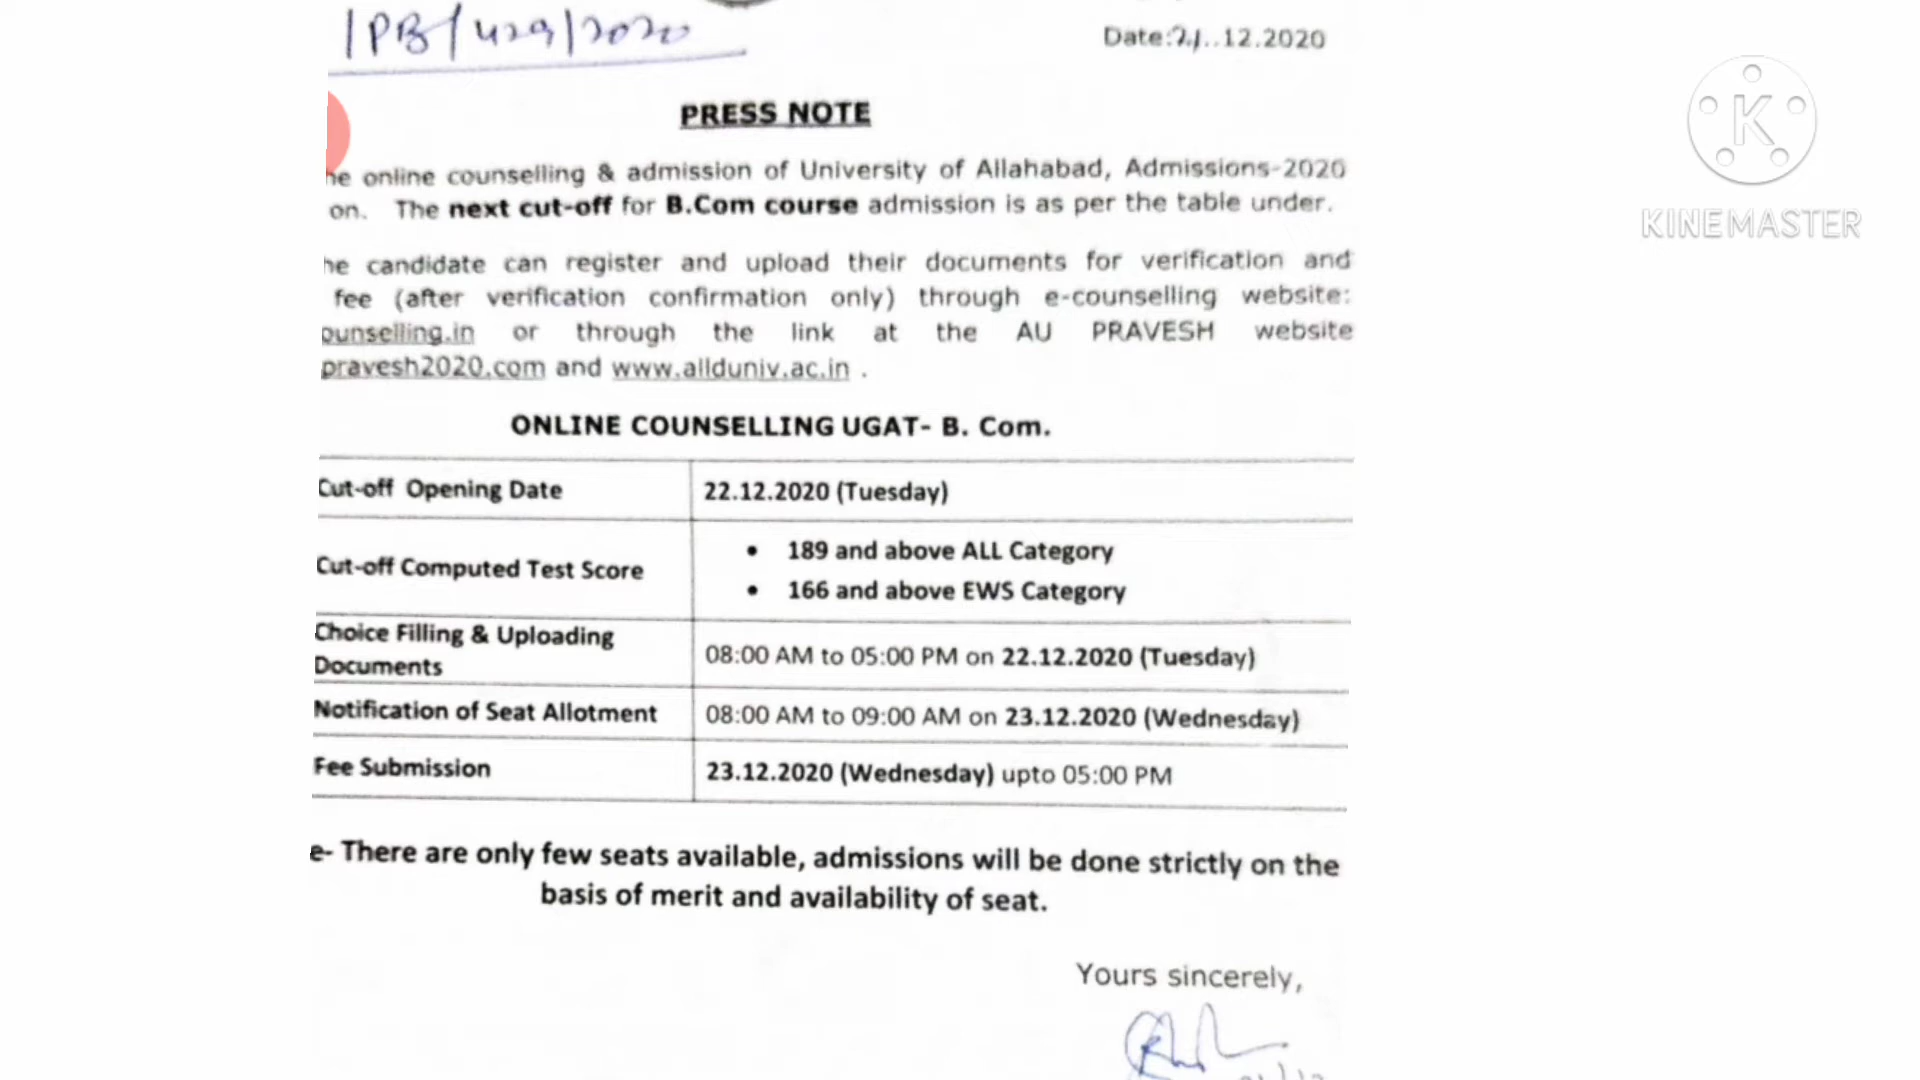 /PB/429/2020
Date:21..12.2020
PRESS NOTE
he online counselling & admission of University of Allahabad, Admissions-2020
on. The next cut-off for B.Com course admission is as per the table under.
he candidate can register and upload their documents for verification and
fee (after verification confirmation only) through e-counselling website:
ounselling.in or through the link at the AU PRAVESH website
pravesh2020.com and www.allduniv.ac.in .
ONLINE COUNSELLING UGAT- B. Com.
Cut-off Opening Date 22.12.2020 (Tuesday)
Cut-off Computed Test Score
• 189 and above ALL Category
• 166 and above EWS Category
Choice Filling & Uploading
Documents
08:00 AM to 05:00 PM on 22.12.2020 (Tuesday)
Notification of Seat Allotment 08:00 AM to 09:00 AM on 23.12.2020 (Wednesday)
Fee Submission 23.12.2020 (Wednesday) upto 05:00 PM
e- There are only few seats available, admissions will be done strictly on the
basis of merit and availability of seat.
Yours sincerely,
K
KINEMASTER